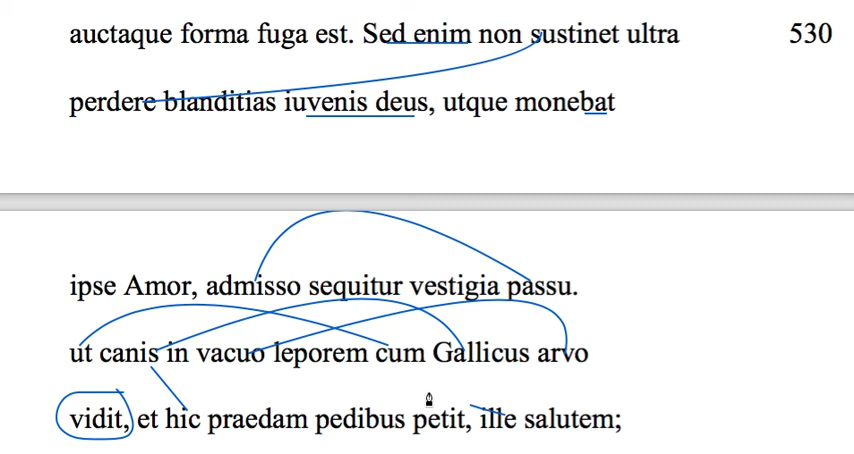 auctaque forma fuga est. Sed enim non sustinet ultra 530
perdere blanditias iuvenis deus, utque monebat
ipse Amor, admisso sequitur vestigia passu.
ut canis in vacuo leporem cum Gallicus arvo
vidit, et hic praedam pedibus petit, ille salutem;